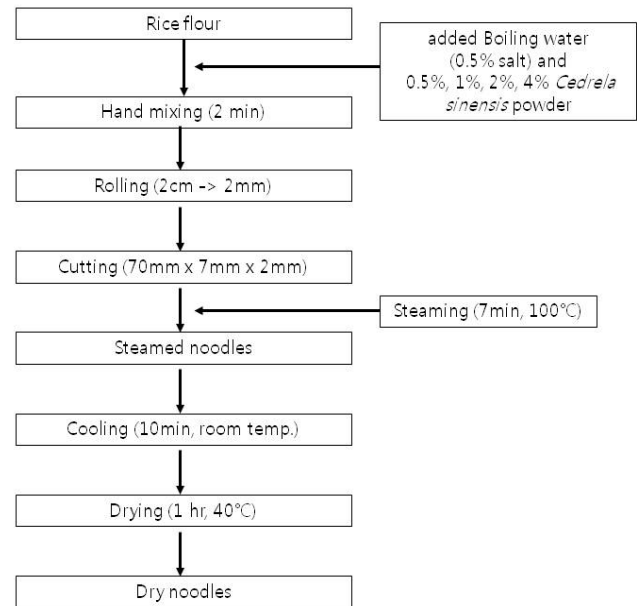 Rice flour
added Boiling water
(0.5% salt) and
0.5%, 1%, 2%, 4% Cedrela
sinensis powder
Hand mixing (2 min)
Rolling (2cm -> 2mm)
Cutting (70mm x 7mm x 2mm)
Steaming (7min, 100℃)
Steamed noodles
Cooling (10min, room temp.)
Drying (1 hr, 40℃)
Dry noodles